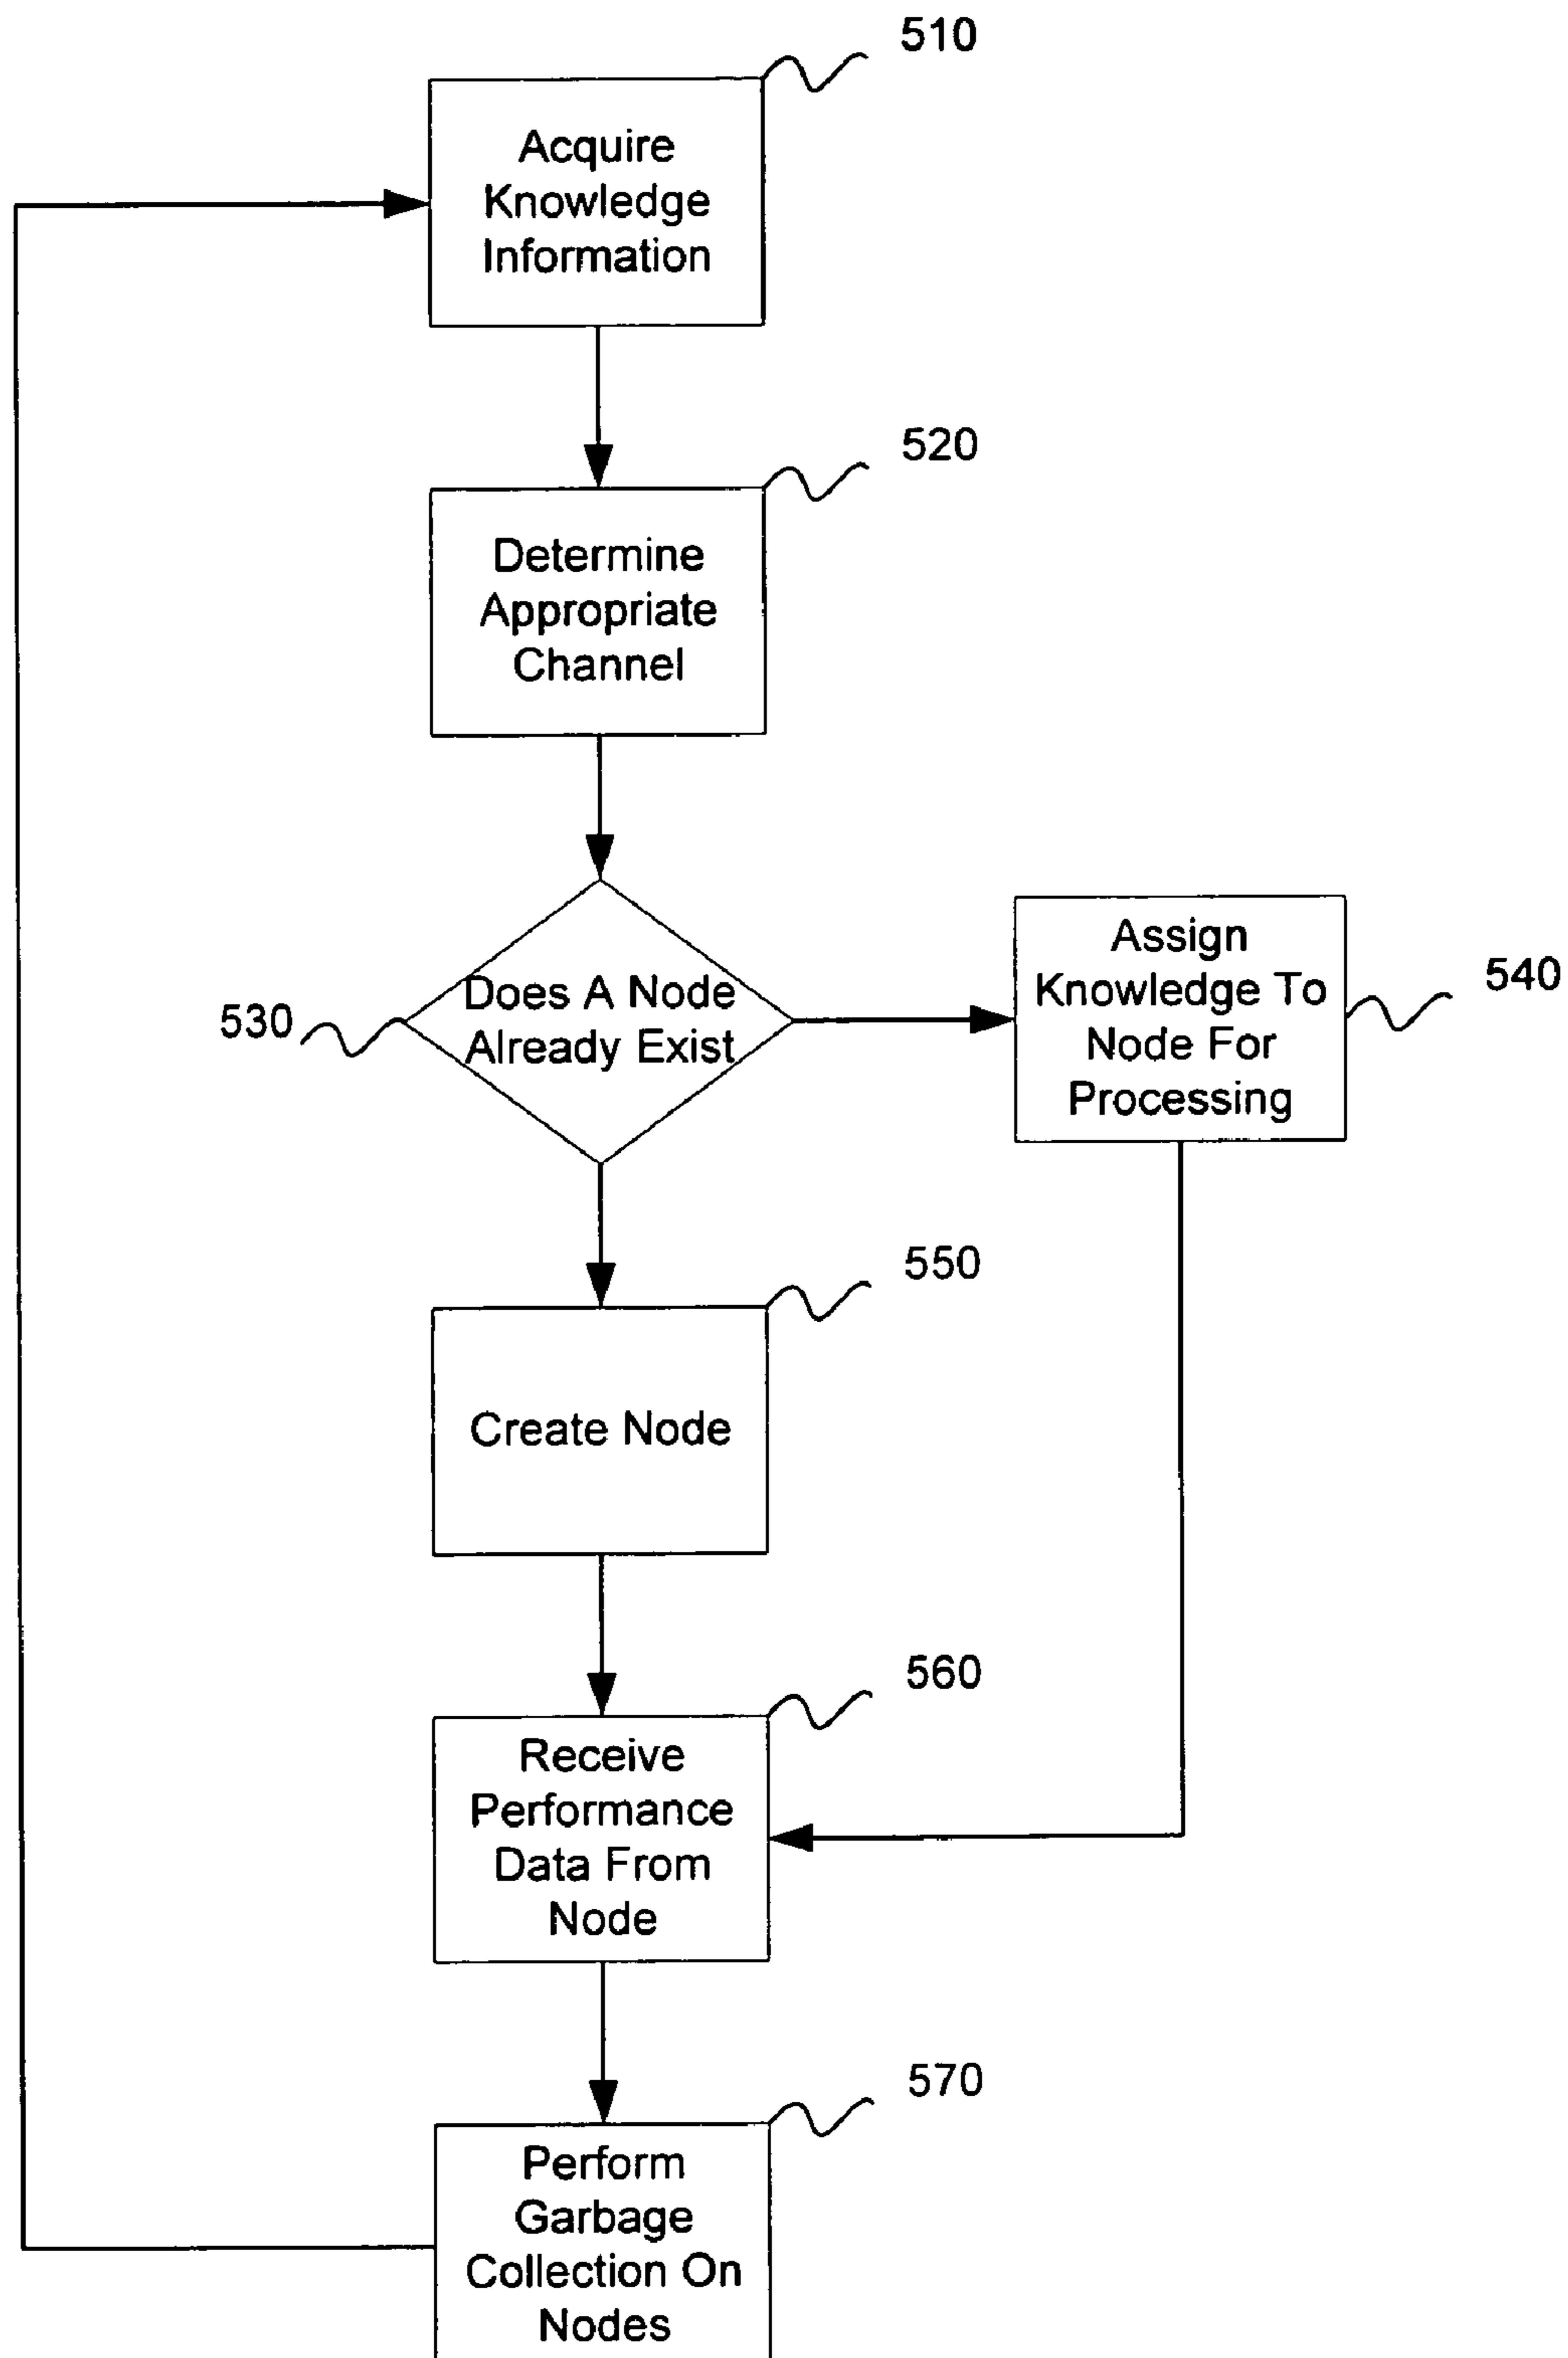 510
Acquire
Knowledge
Information
520
Determine
Appropriate
Channel
530
Does A Node
Already Exist
Assign
Knowledge To
Node For
Processing
540
550
Create Node
560
Receive
Performance
Data From
Node
570
Perform
Garbage
Collection On
Nodes